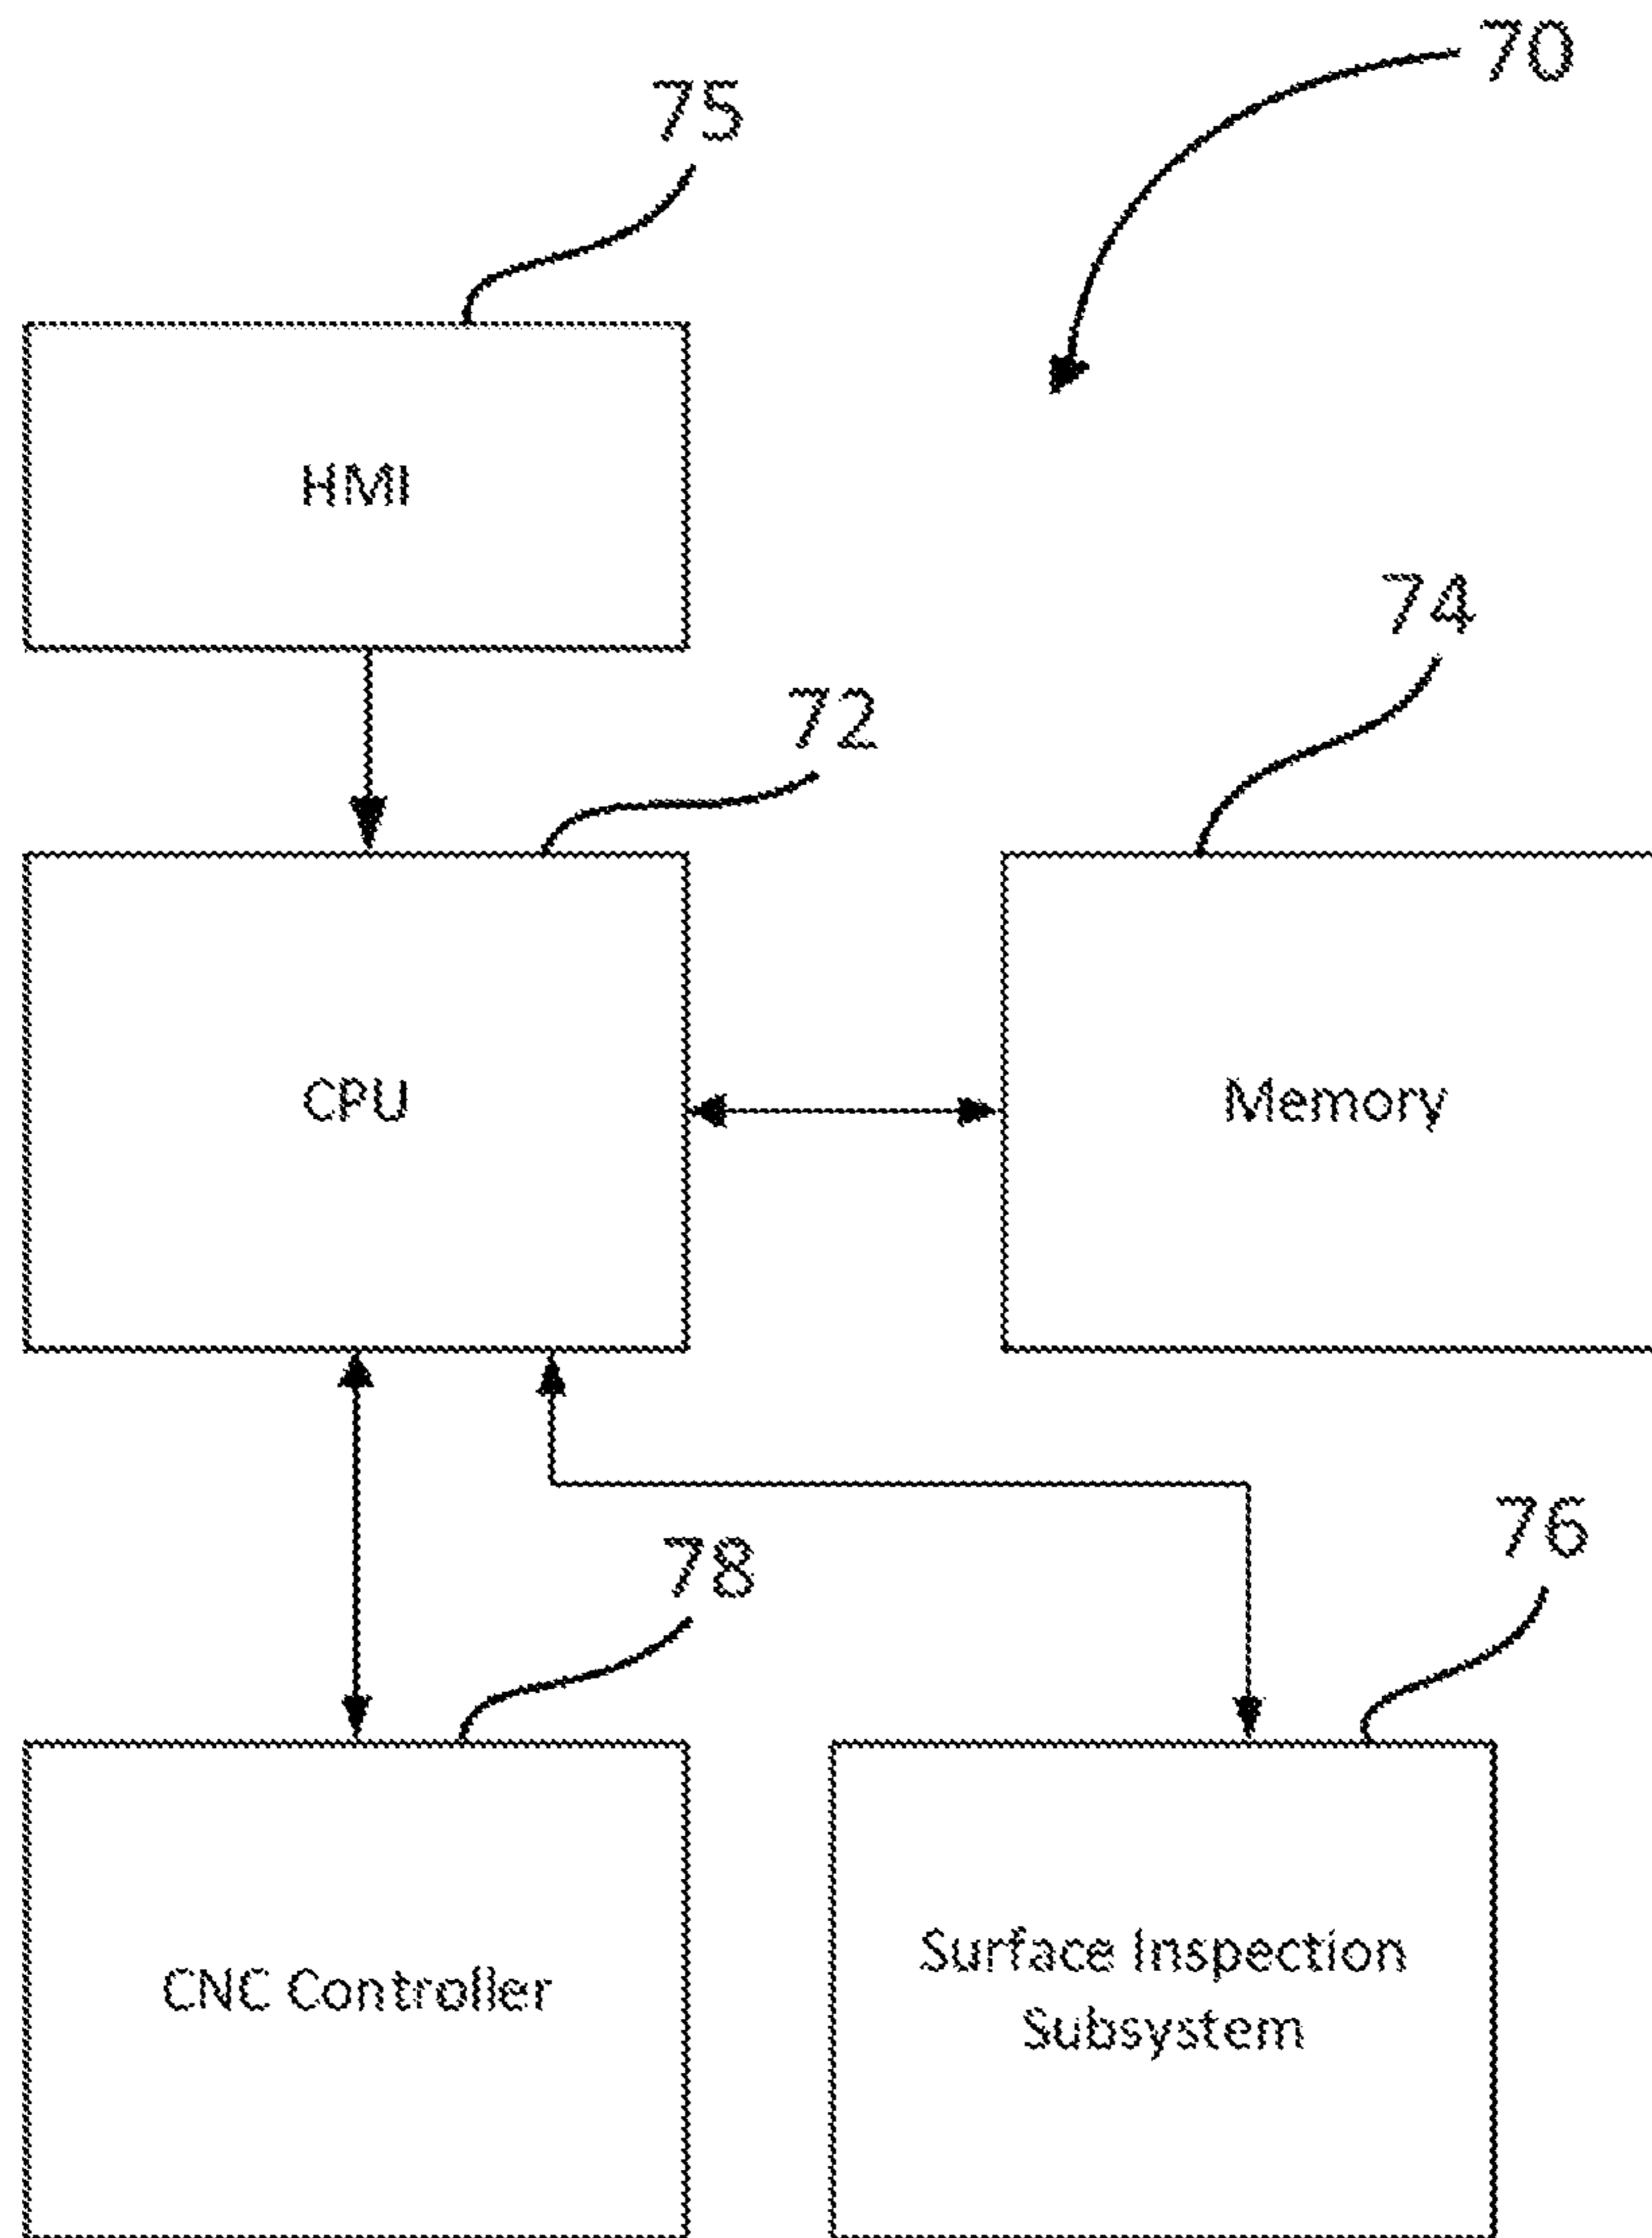 70
75
HMI
74
72
CPU
Memory
78
76
CNC Controller
Surface Inspection
Subsystem